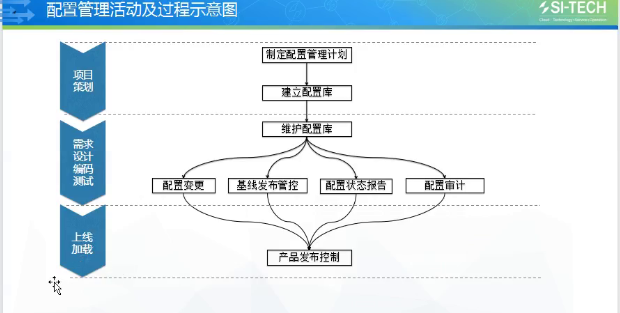 配置管理活动及过程示意图
SI-TECH
制定配置管理计划
项目
策划
建立配置库
维护配置库
需求
设计
编码
测试
配置变更
基线发布管控
配置状态报告
配置审计
上线
加载
产品发布控制